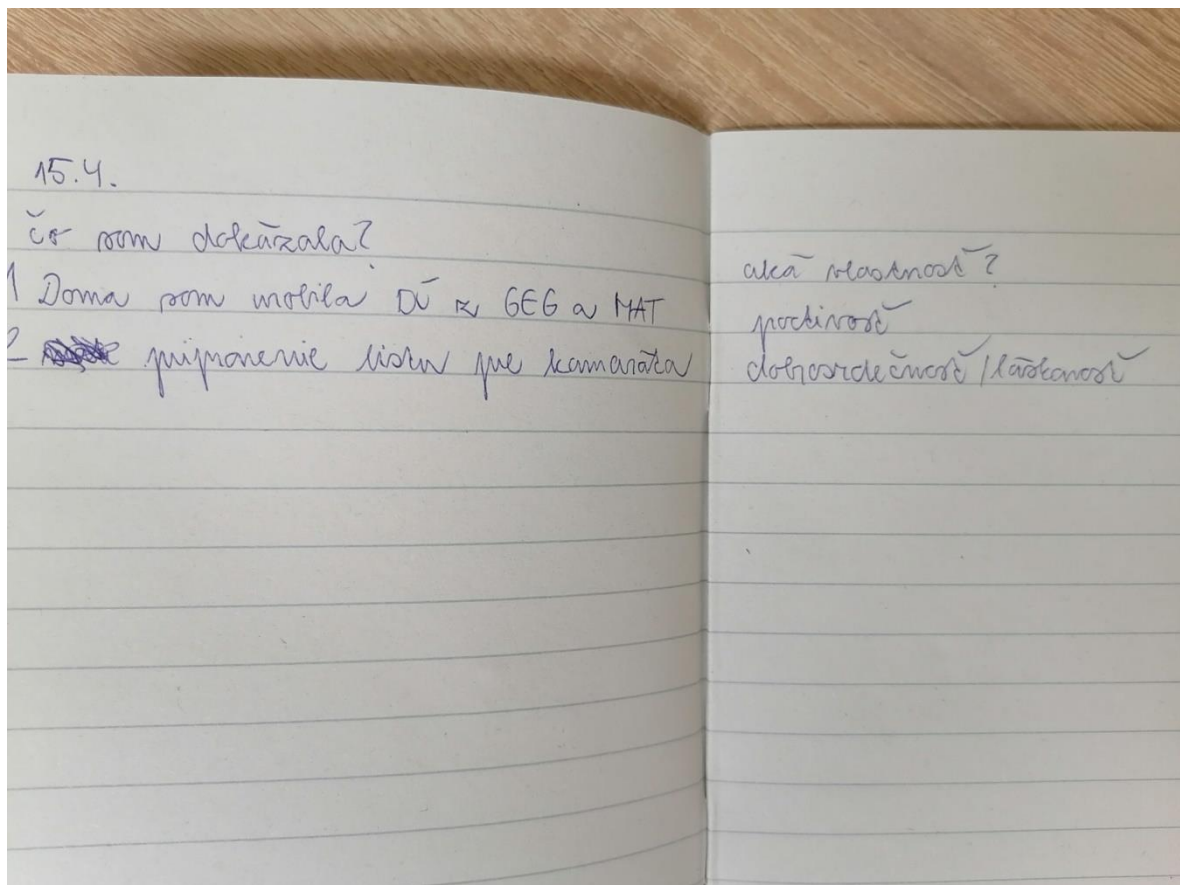 15.4.
čo som dokázala?
1 Doma som urobila DÚ z GEG a MAT
2 pripravenie listu pre kamaráta
aká vlastnosť?
poctivosť
dobrosrdečnosť / láskavosť